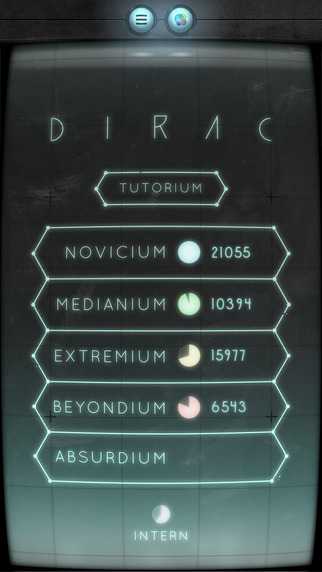 DIRAC
TUTORIUM
NOVICIUM 21055
MEDIANIUM 10394
EXTREMIUM 15977
BEYONDIUM 6543
ABSURDIUM
INTERN